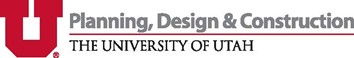 U
®
Planning, Design & Construction
THE UNIVERSITY OF UTAH